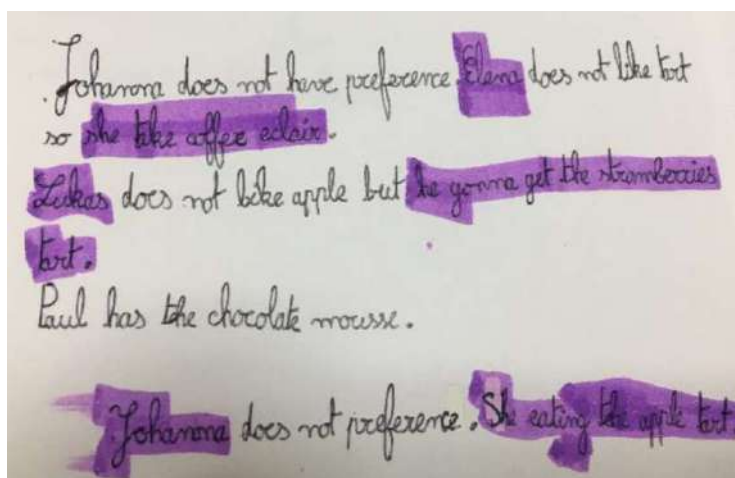 . Johanna does not have preference. Elena does not like tart
so she take coffee eclair.
Lukas does not like apple but he gonna get the stramberries
tart.
Paul has the chocolate mousse.
Johanna does not preference. She eating the apple tart.